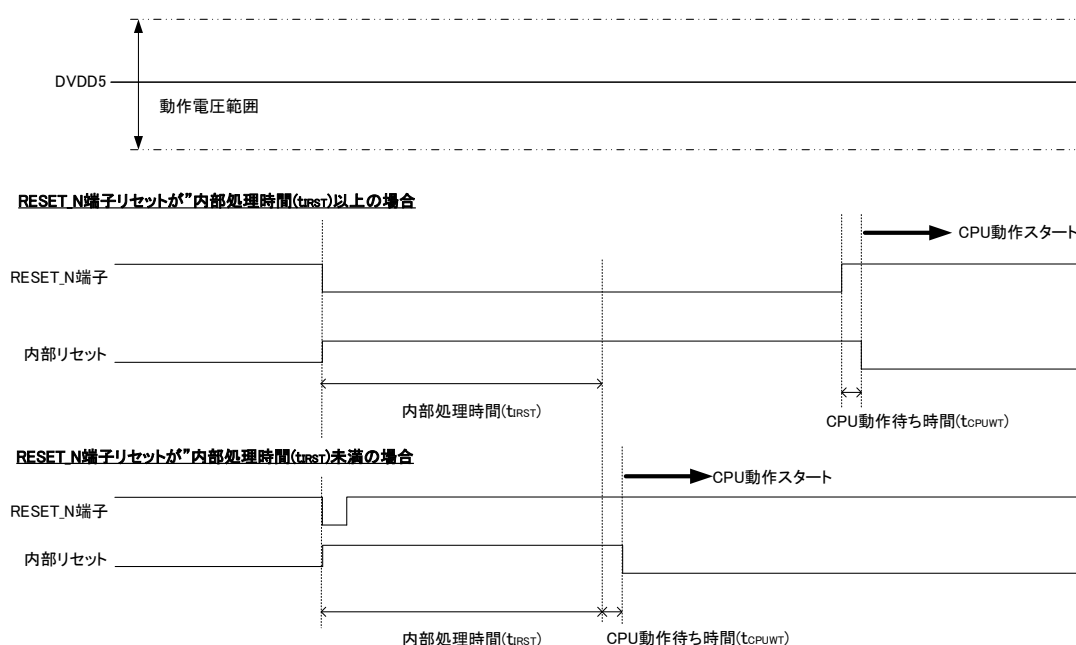 DVDD5
動作電圧範囲
RESET_N端子リセットが”内部処理時間(tIRST)以上の場合
CPU動作スタート
RESET_N端子
内部リセット
内部処理時間(tIRST)
CPU動作待ち時間(tCPUWT)
RESET_N端子リセットが”内部処理時間(tIRST)未満の場合
CPU動作スタート
RESET_N端子
内部リセット
内部処理時間(tIRST)
CPU動作待ち時間(tCPUWT)